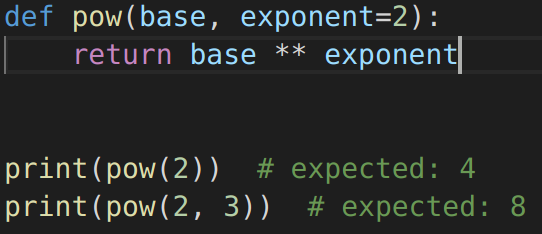 def pow(base, exponent=2):
    return base ** exponent
print(pow(2))  # expected: 4
print(pow(2, 3))  # expected: 8